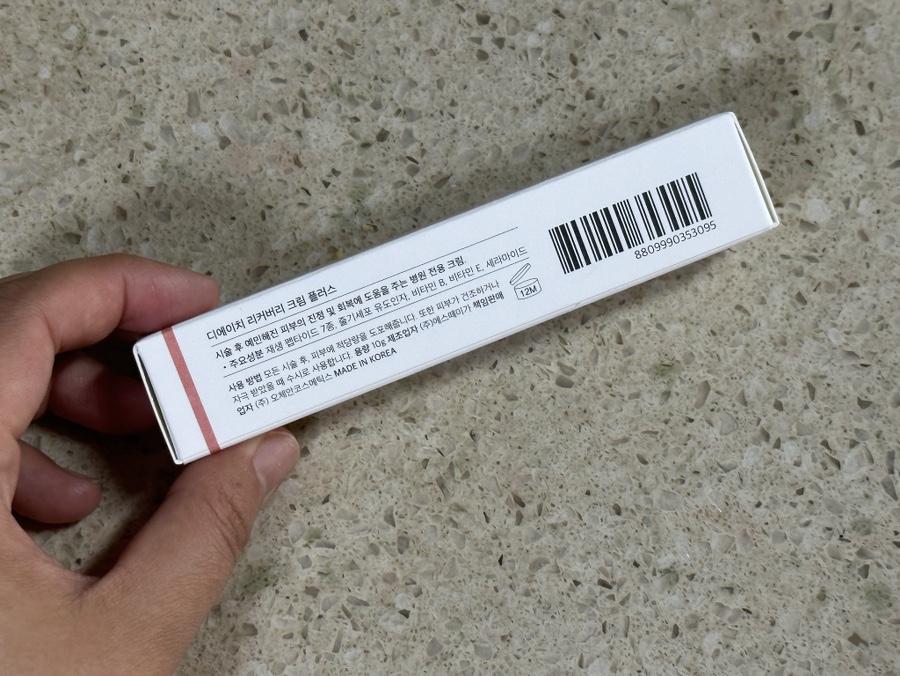 디에이치 리커버리 크림 플러스
시술 후 예민해진 피부의 진정 및 회복에 도움을 주는 병원 전용 크림.
• 주요성분 재생 펩타이드 7종, 줄기세포 유도인자, 비타민 B, 비타민 E, 세라마이드
사용 방법 모든 시술 후, 피부에 적당량을 도포해줍니다. 또한 피부가 건조하거나
자극 받았을 때 수시로 사용합니다. 용량 10g 제조업자 (주)에스떼미가 책임판매
업자 (주) 오체안코스메틱스 MADE IN KOREA
12M
8809990353095